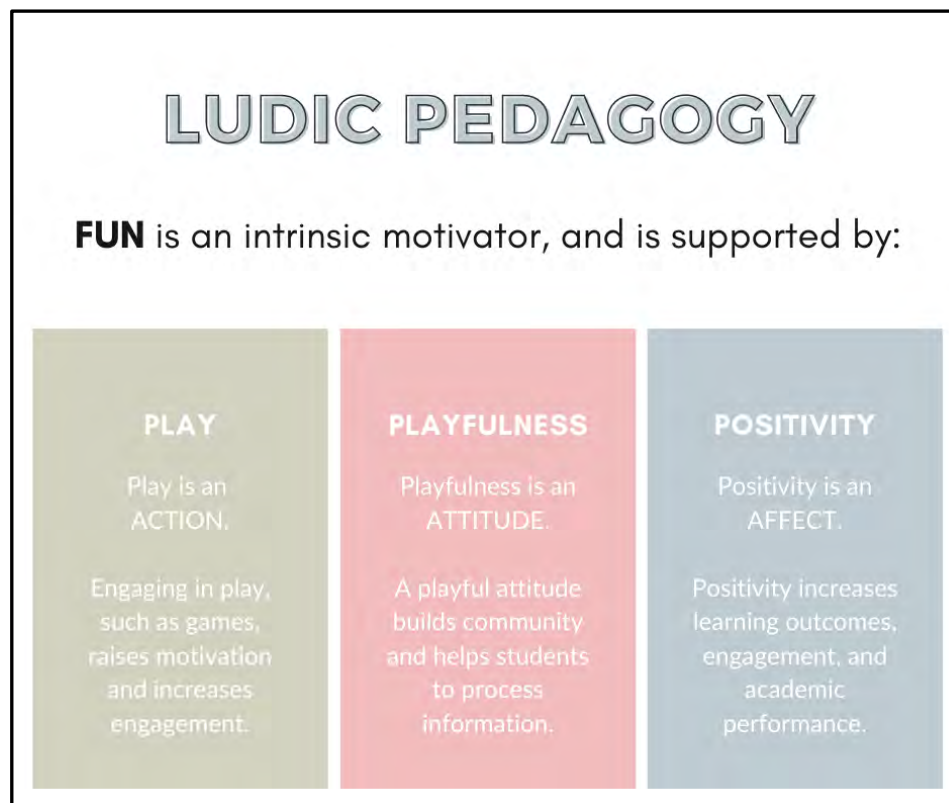 LUDIC PEDAGOGY
FUN is an intrinsic motivator, and is supported by:
PLAY
Play is an
ACTION.
Engaging in play,
such as games,
raises motivation
and increases
engagement.
PLAYFULNESS
Playfulness is an
ATTITUDE.
A playful attitude
builds community
and helps students
to process
information.
POSITIVITY
Positivity is an
AFFECT.
Positivity increases
learning outcomes,
engagement, and
academic
performance.